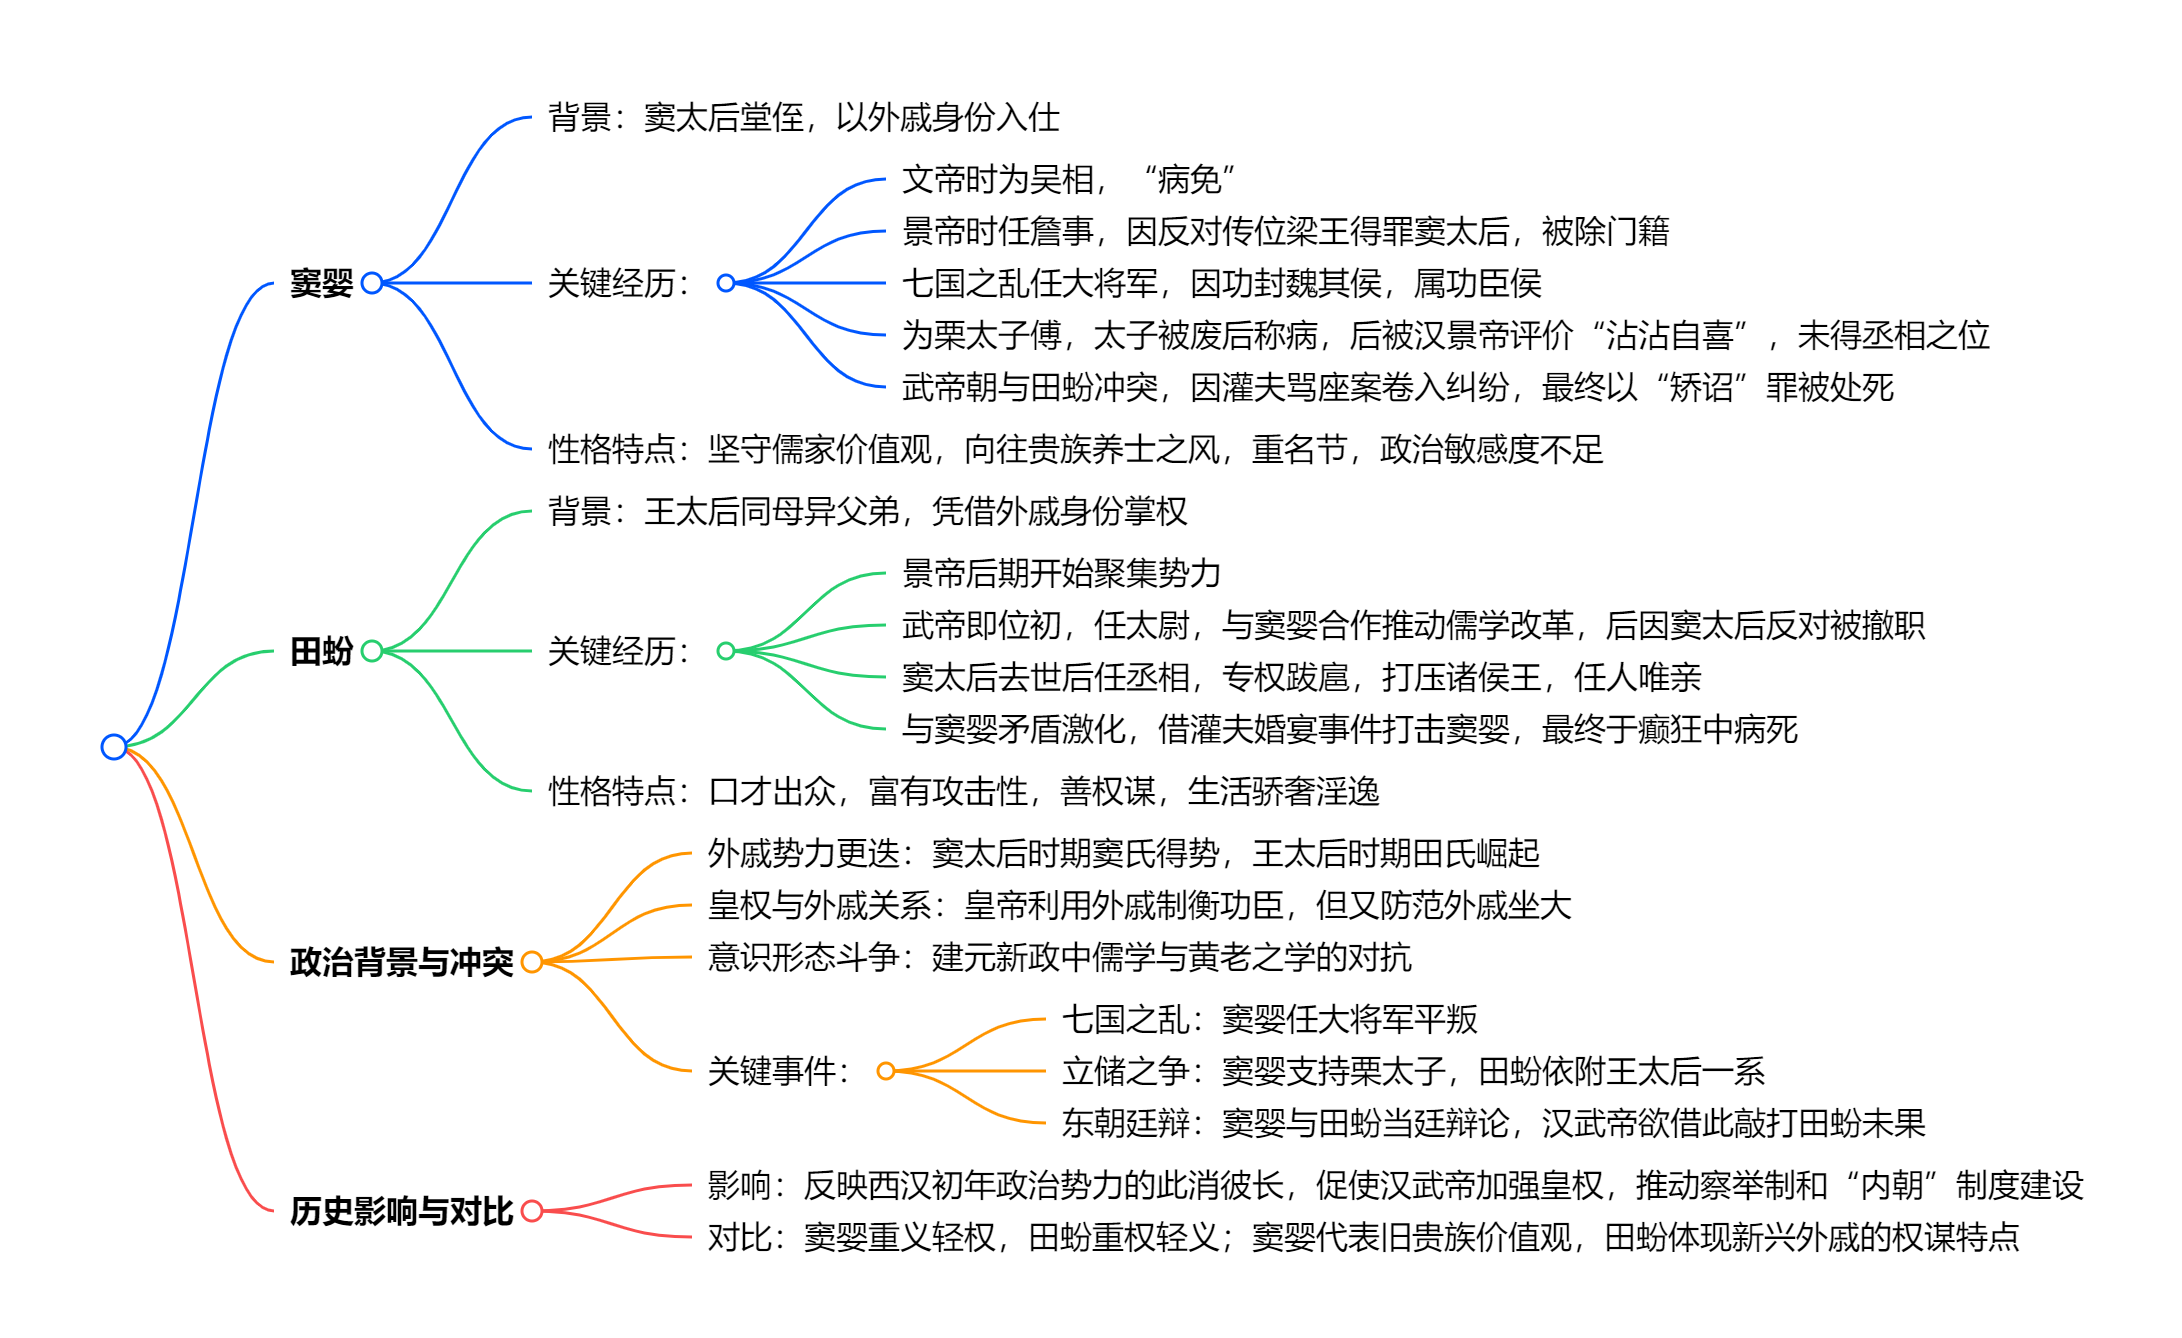 窦婴
背景：窦太后堂侄，以外戚身份入仕
关键经历：
文帝时为吴相，“病免”
景帝时任詹事，因反对传位梁王得罪窦太后，被除门籍
七国之乱任大将军，因功封魏其侯，属功臣侯
为栗太子傅，太子被废后称病，后被汉景帝评价“沾沾自喜”，未得丞相之位
武帝朝与田蚡冲突，因灌夫骂座案卷入纠纷，最终以“矫诏”罪被处死
性格特点：坚守儒家价值观，向往贵族养士之风，重名节，政治敏感度不足
田蚡
背景：王太后同母异父弟，凭借外戚身份掌权
关键经历：
景帝后期开始聚集势力
武帝即位初，任太尉，与窦婴合作推动儒学改革，后因窦太后反对被撤职
窦太后去世后任丞相，专权跋扈，打压诸侯王，任人唯亲
与窦婴矛盾激化，借灌夫婚宴事件打击窦婴，最终于癫狂中病死
性格特点：口才出众，富有攻击性，善权谋，生活骄奢淫逸
政治背景与冲突
外戚势力更迭：窦太后时期窦氏得势，王太后时期田氏崛起
皇权与外戚关系：皇帝利用外戚制衡功臣，但又防范外戚坐大
意识形态斗争：建元新政中儒学与黄老之学的对抗
关键事件：
七国之乱：窦婴任大将军平叛
立储之争：窦婴支持栗太子，田蚡依附王太后一系
东朝廷辩：窦婴与田蚡当廷辩论，汉武帝欲借此敲打田蚡未果
历史影响与对比
影响：反映西汉初年政治势力的此消彼长，促使汉武帝加强皇权，推动察举制和“内朝”制度建设
对比：窦婴重义轻权，田蚡重权轻义；窦婴代表旧贵族价值观，田蚡体现新兴外戚的权谋特点